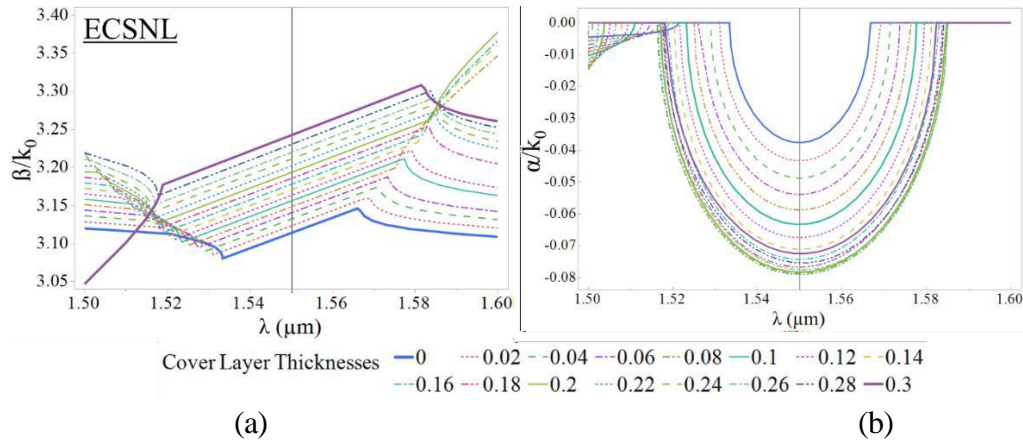 ECSNL
ß/k0
3.40
3.35
3.30
3.25
3.20
3.15
3.10
3.05
1.50 1.52 1.54 1.56 1.58 1.60
λ (µm)
α/k0
0.00
-0.01
-0.02
-0.03
-0.04
-0.05
-0.06
-0.07
-0.08
1.50 1.52 1.54 1.56 1.58 1.60
λ (µm)
Cover Layer Thicknesses 0 0.02 0.04 0.06 0.08 0.1 0.12 0.14
0.16 0.18 0.2 0.22 0.24 0.26 0.28 0.3
(a) (b)